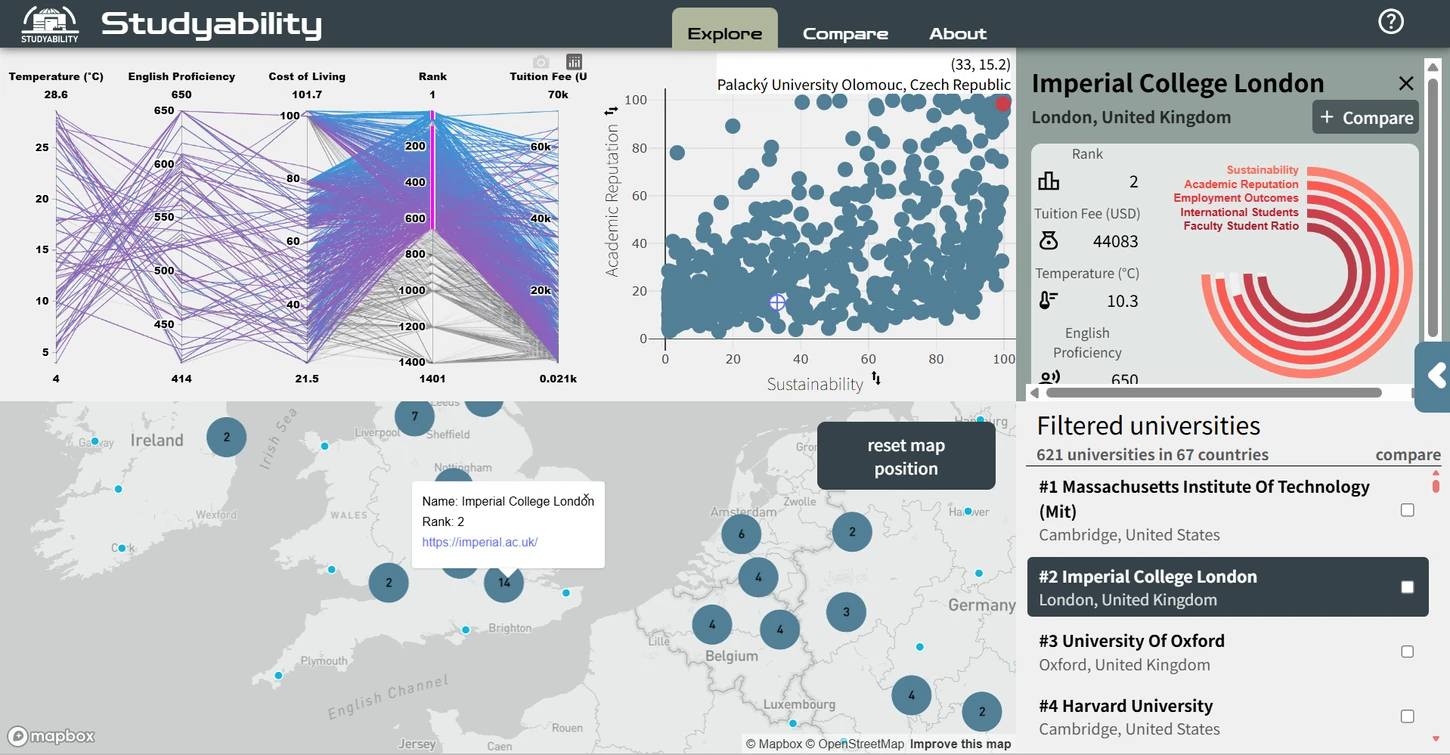 STUDYABILITY
Studyability
Explore
Compare
About
?
Temperature (°C)
English Proficiency
Cost of Living
Rank
Tuition Fee (U
28.6
650
101.7
1
70k
25
20
15
10
5
650
600
550
500
450
100
80
60
40
200
400
600
800
1000
1200
1400
60k
40k
20k
4
414
21.5
1401
0.021k
(33, 15.2)
Palacký University Olomouc, Czech Republic
Academic Reputation
100
80
60
40
20
0
0
20
40
60
80
100
Sustainability
Imperial College London
London, United Kingdom
+ Compare
Rank
2
Tuition Fee (USD)
44083
Temperature (°C)
10.3
English
Proficiency
650
Sustainability
Academic Reputation
Employment Outcomes
International Students
Faculty Student Ratio
Ireland
Galway
Irish Sea
Wexford
Cork
2
7
Leeds
Liverpool
Sheffield
Nottingham
WALES
Name: Imperial College London
Rank: 2
https://imperial.ac.uk/
2
14
Brighton
Plymouth
English Channel
Jersey
Caen
Rouen
reset map
position
Hamburg
Zwolle
Amsterdam
Hanover
6
2
4
3
4
4
Lille
Belgium
Germany
Luxembourg
4
2
mapbox
© Mapbox © OpenStreetMap Improve this map
Filtered universities
621 universities in 67 countries
compare
#1 Massachusetts Institute Of Technology
(Mit)
Cambridge, United States
#2 Imperial College London
London, United Kingdom
#3 University Of Oxford
Oxford, United Kingdom
#4 Harvard University
Cambridge, United States